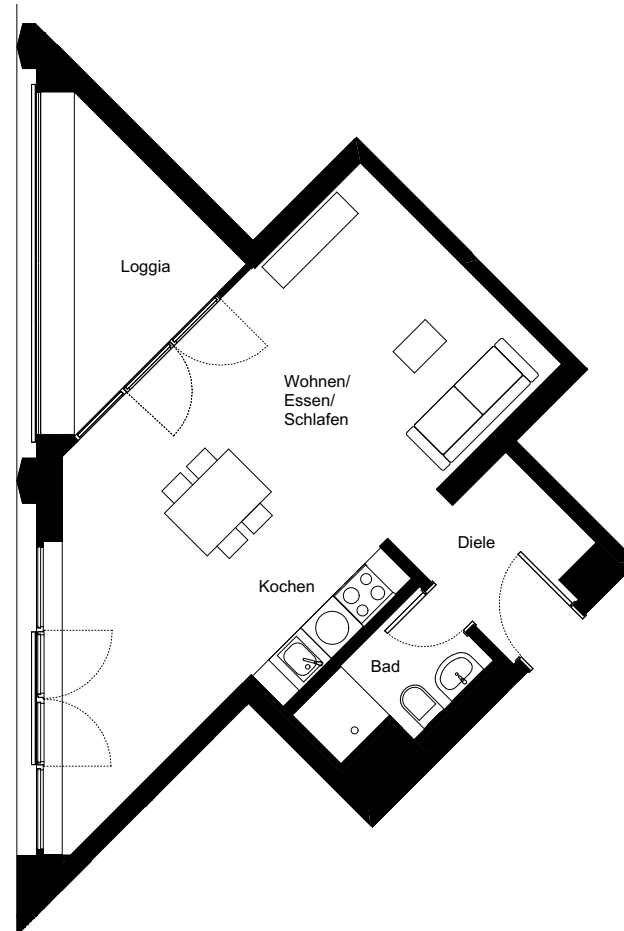 Loggia
Wohnen/
Essen/
Schlafen
Diele
Kochen
Bad